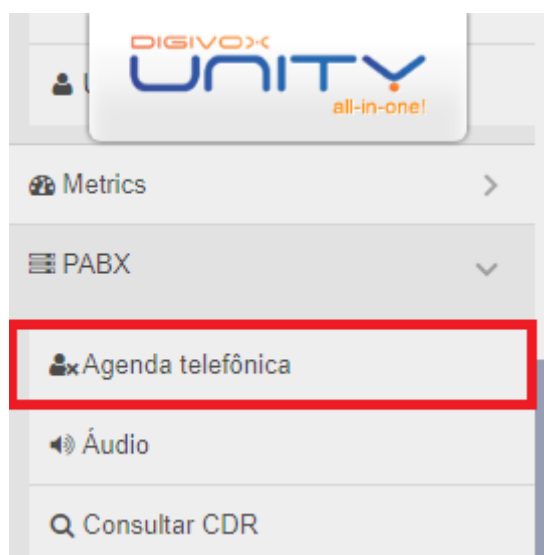 DIGIVOX
UNITY
all-in-one!
Metrics
PABX
Agenda telefônica
Áudio
Consultar CDR